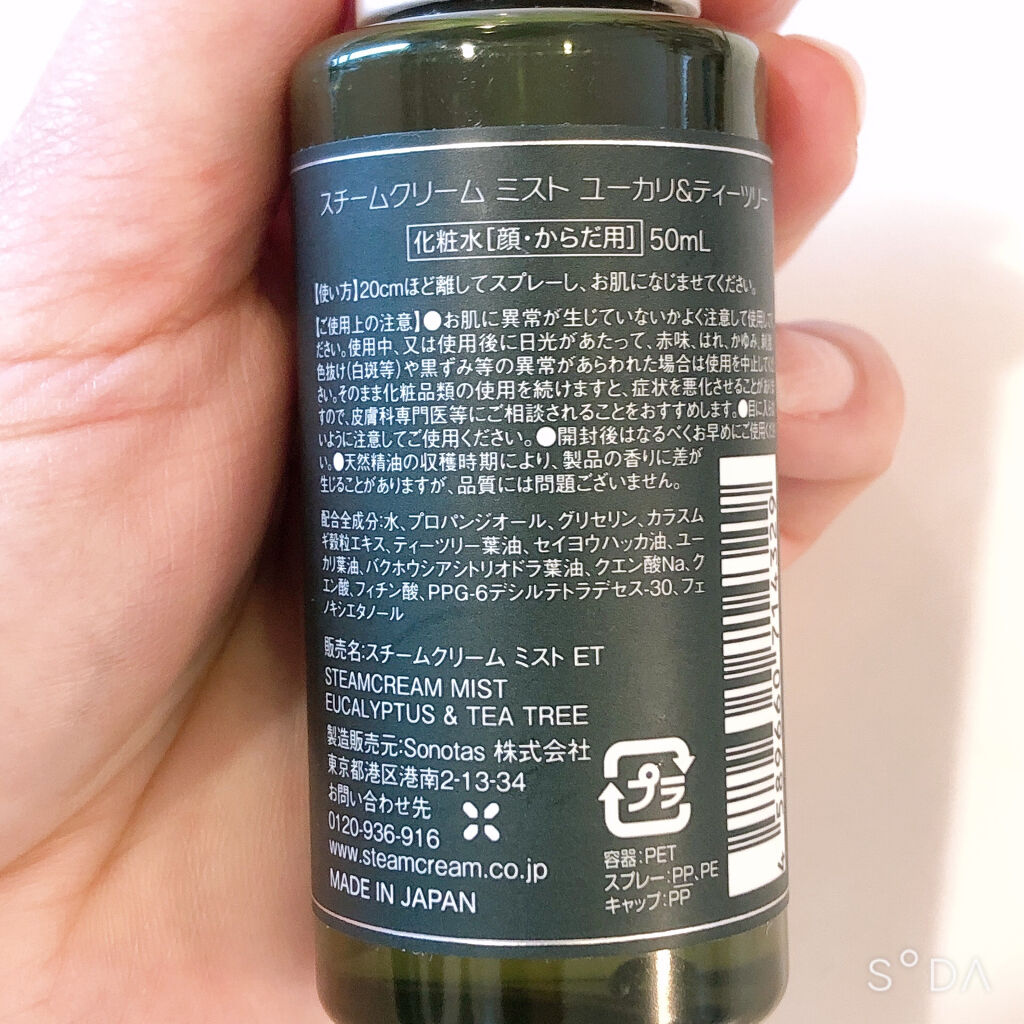 スチームクリーム ミスト ユーカリ&ティーツリー
化粧水[顔・からだ用] 50mL
【使い方】20cmほど離してスプレーし、お肌になじませてください。
【ご使用上の注意】●お肌に異常が生じていないかよく注意して使用して
ださい。使用中、又は使用後に日光があたって、赤味、はれ、かゆみ、刺激、
色抜け(白斑等)や黒ずみ等の異常があらわれた場合は使用を中止してくだ
さい。そのまま化粧品類の使用を続けますと、症状を悪化させることがありま
すので、皮膚科専門医等にご相談されることをおすすめします。●目に入らな
いように注意してご使用ください。●開封後はなるべくお早めにご使用くださ
い。●天然精油の収穫時期により、製品の香りに差が
生じることがありますが、品質には問題ございません。
配合全成分:水、プロパンジオール、グリセリン、カラスム
ギ穀粒エキス、ティーツリー葉油、セイヨウハッカ油、ユー
カリ葉油、バクホウシアシトリオドラ葉油、クエン酸Na、ク
エン酸、フィチン酸、PPG-6デシルテトラデセス-30、フェ
ノキシエタノール
販売名:スチームクリーム ミスト ET
STEAMCREAM MIST
EUCALYPTUS & TEA TREE
製造販売元:Sonotas 株式会社
東京都港区港南2-13-34
お問い合わせ先
0120-936-916
www.steamcream.co.jp
MADE IN JAPAN
プラ
容器:PET
スプレー:PP、PE
キャップ:PP
4 589660 714329
SODA